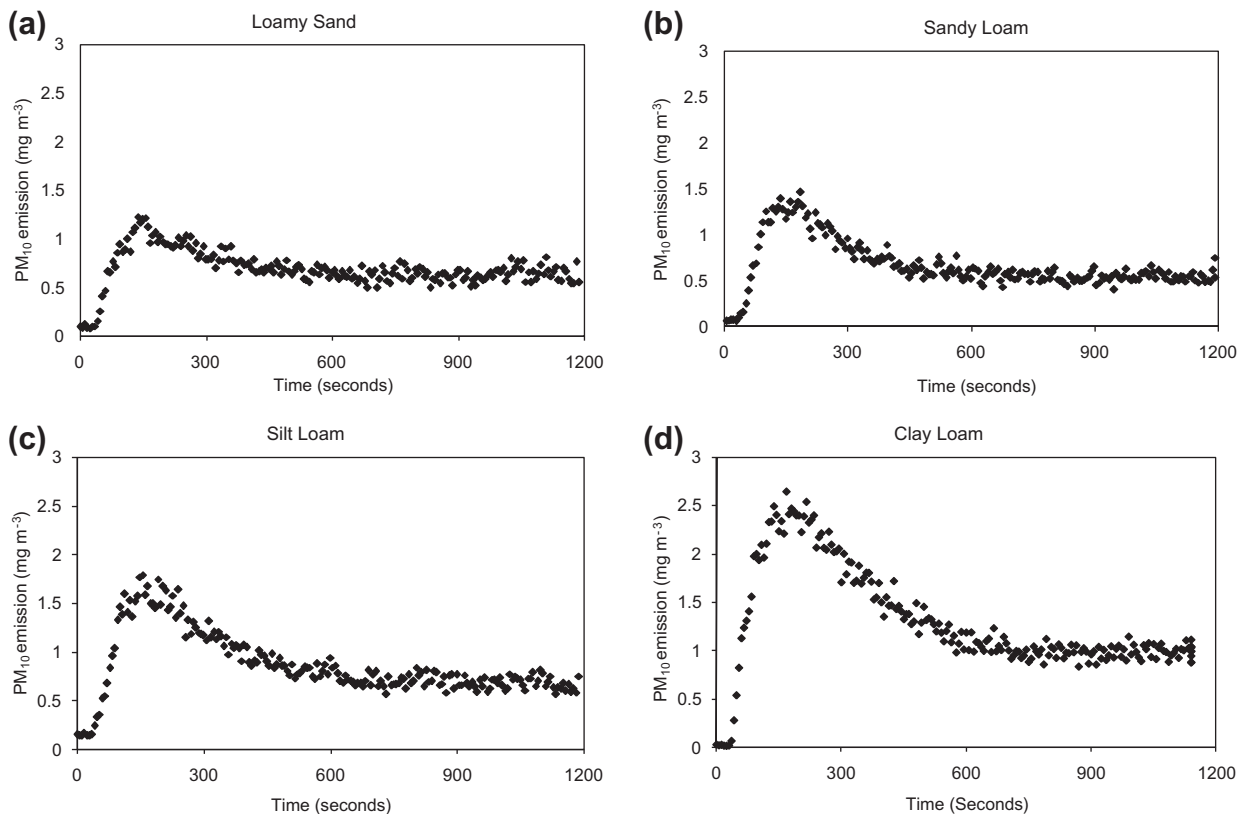 (a)
Loamy Sand
PM₁₀ emission (mg m⁻³)
3
2.5
2
1.5
1
0.5
0
0 300 600 900 1200
Time (seconds)
(b)
Sandy Loam
PM₁₀ emission (mg m⁻³)
3
2.5
2
1.5
1
0.5
0
0 300 600 900 1200
Time (seconds)
(c)
Silt Loam
PM₁₀ emission (mg m⁻³)
3
2.5
2
1.5
1
0.5
0
0 300 600 900 1200
Time (seconds)
(d)
Clay Loam
PM₁₀ emission (mg m⁻³)
3
2.5
2
1.5
1
0.5
0
0 300 600 900 1200
Time (Seconds)